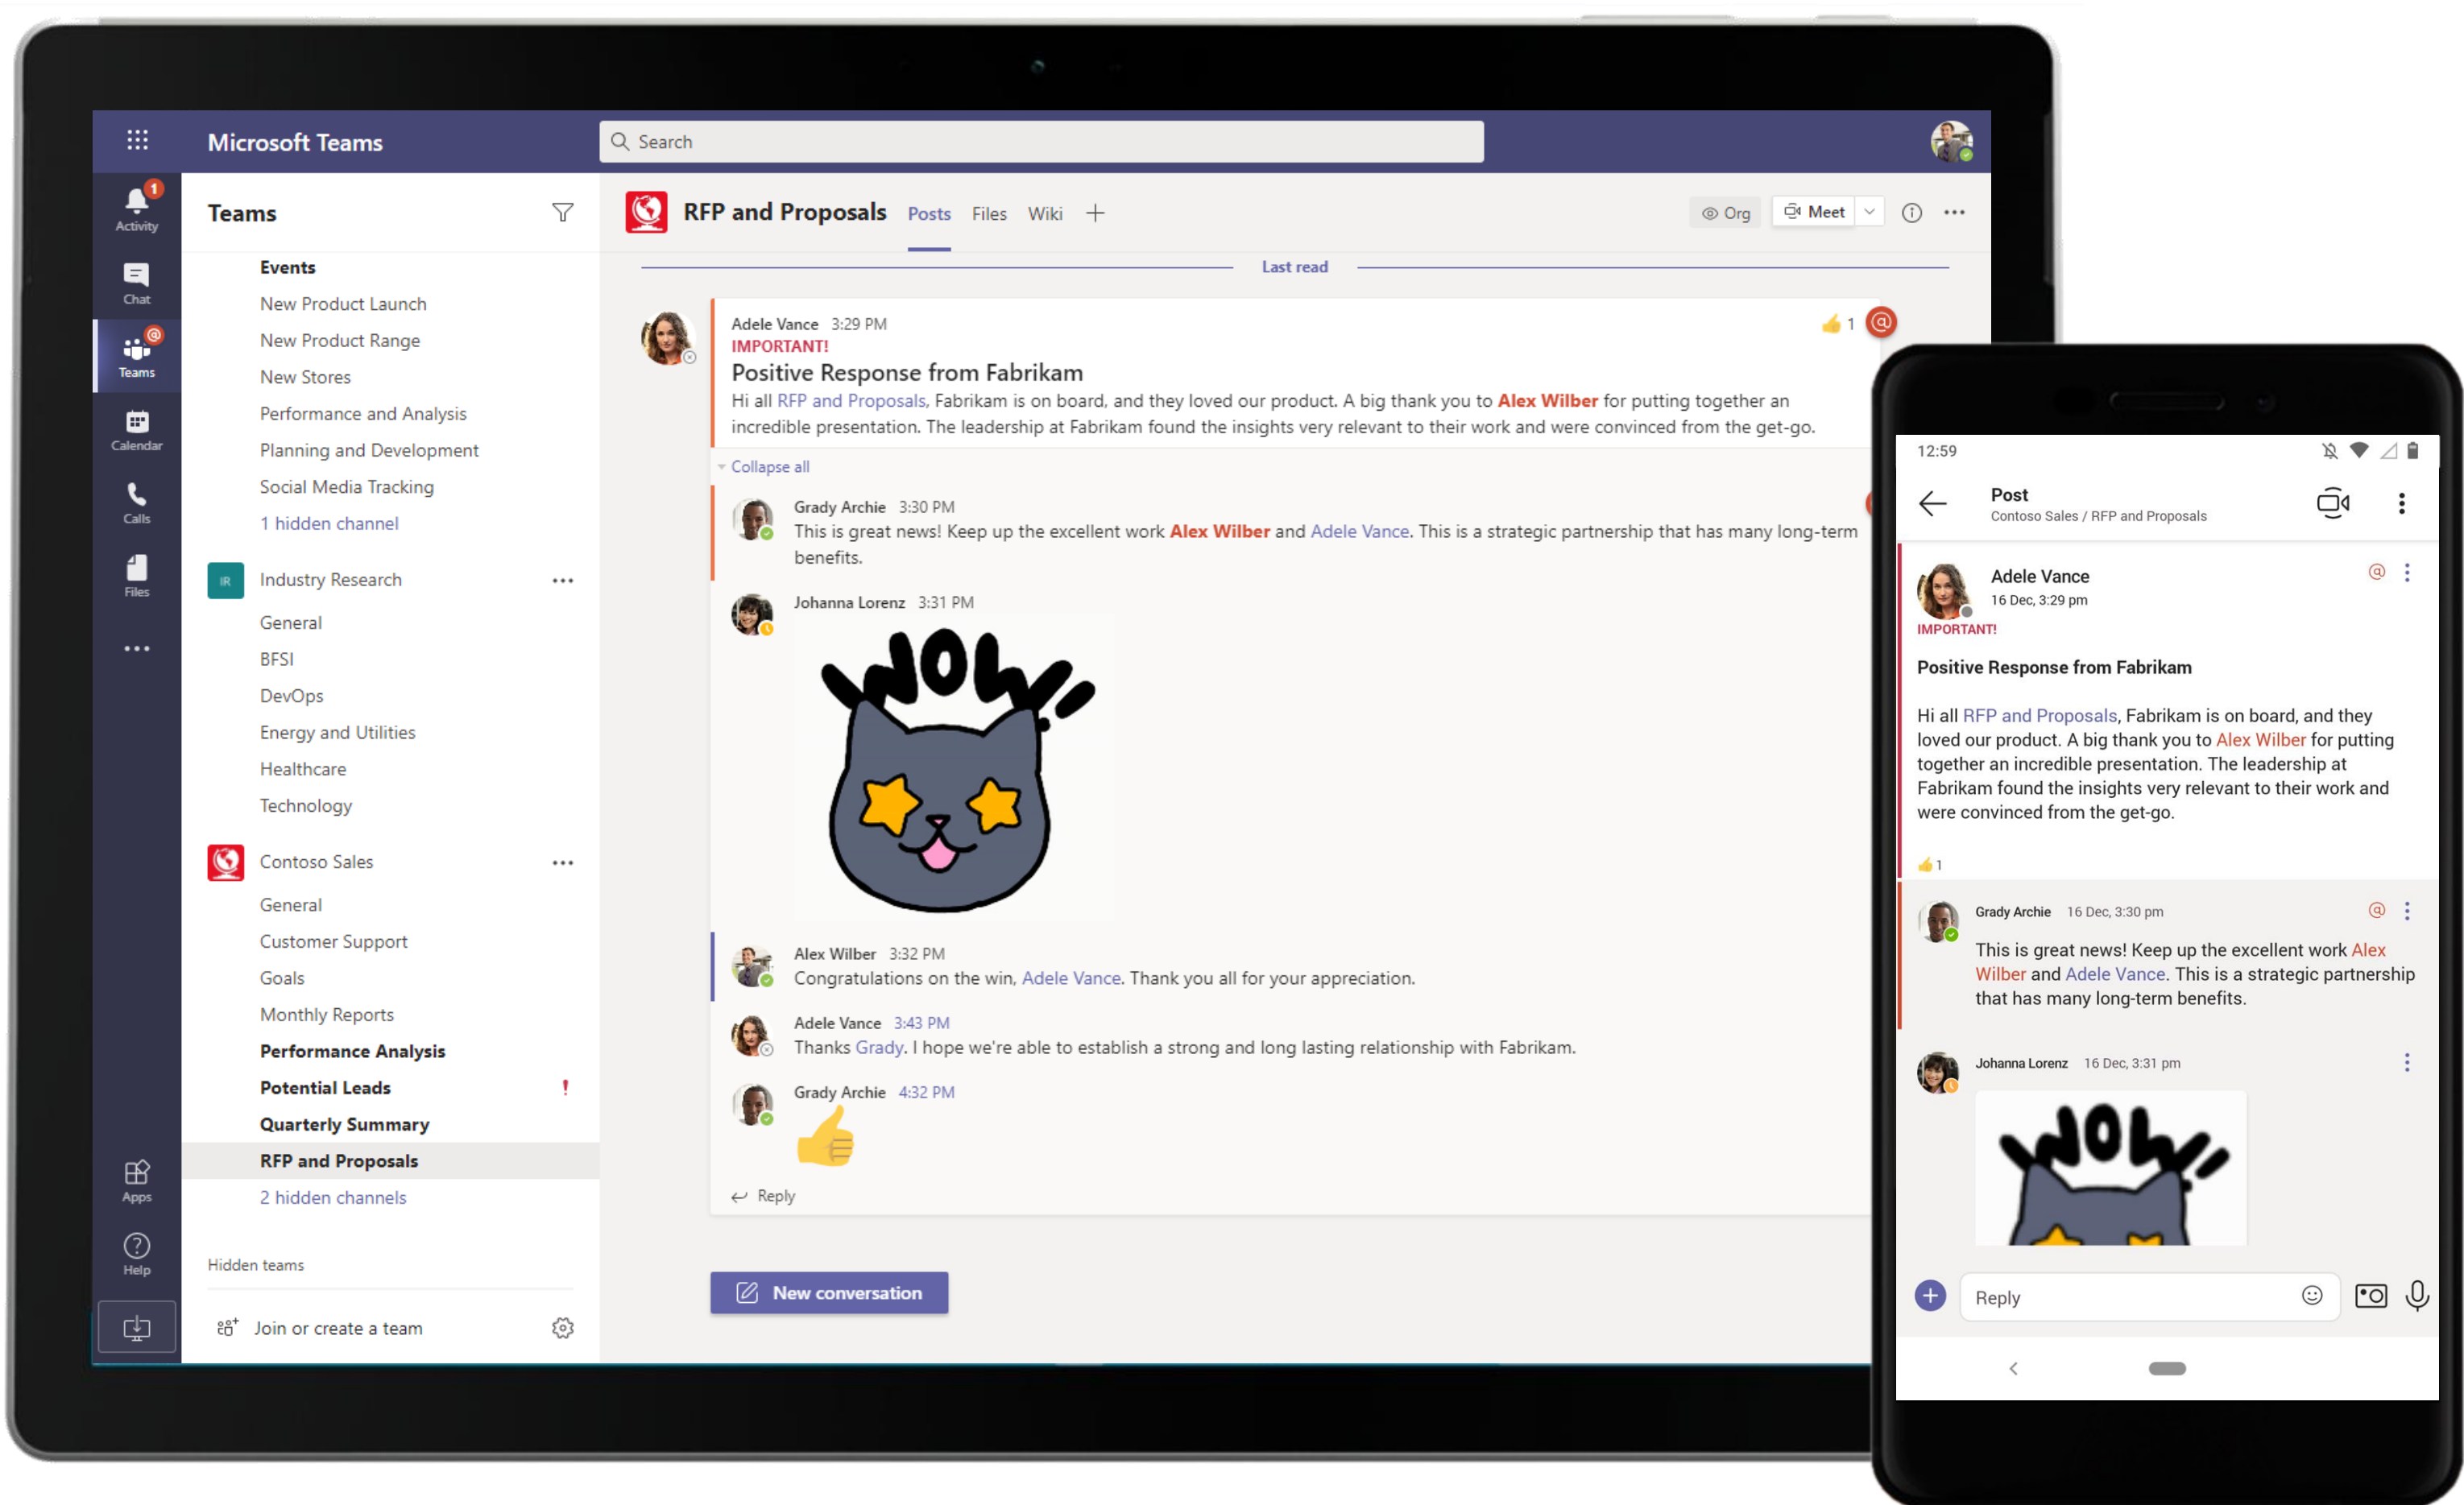 Microsoft Teams
Search
1
Activity
Chat
@
Teams
Calendar
Calls
Files
Apps
Help
Teams
Events
New Product Launch
New Product Range
New Stores
Performance and Analysis
Planning and Development
Social Media Tracking
1 hidden channel
IR
Industry Research
General
BFSI
DevOps
Energy and Utilities
Healthcare
Technology
Contoso Sales
General
Customer Support
Goals
Monthly Reports
Performance Analysis
Potential Leads !
Quarterly Summary
RFP and Proposals
2 hidden channels
Hidden teams
Join or create a team
RFP and Proposals Posts Files Wiki
Org Meet
Last read
Adele Vance 3:29 PM 1 @
IMPORTANT!
Positive Response from Fabrikam
Hi all RFP and Proposals, Fabrikam is on board, and they loved our product. A big thank you to Alex Wilber for putting together an
incredible presentation. The leadership at Fabrikam found the insights very relevant to their work and were convinced from the get-go.
Collapse all
Grady Archie 3:30 PM
This is great news! Keep up the excellent work Alex Wilber and Adele Vance. This is a strategic partnership that has many long-term
benefits.
Johanna Lorenz 3:31 PM
WOW!!
Alex Wilber 3:32 PM
Congratulations on the win, Adele Vance. Thank you all for your appreciation.
Adele Vance 3:43 PM
Thanks Grady. I hope we're able to establish a strong and long lasting relationship with Fabrikam.
Grady Archie 4:32 PM
Reply
New conversation
12:59
Post
Contoso Sales / RFP and Proposals
Adele Vance @
16 Dec, 3:29 pm
IMPORTANT!
Positive Response from Fabrikam
Hi all RFP and Proposals, Fabrikam is on board, and they
loved our product. A big thank you to Alex Wilber for putting
together an incredible presentation. The leadership at
Fabrikam found the insights very relevant to their work and
were convinced from the get-go.
1
Grady Archie 16 Dec, 3:30 pm @
This is great news! Keep up the excellent work Alex
Wilber and Adele Vance. This is a strategic partnership
that has many long-term benefits.
Johanna Lorenz 16 Dec, 3:31 pm
WOW!!
Reply